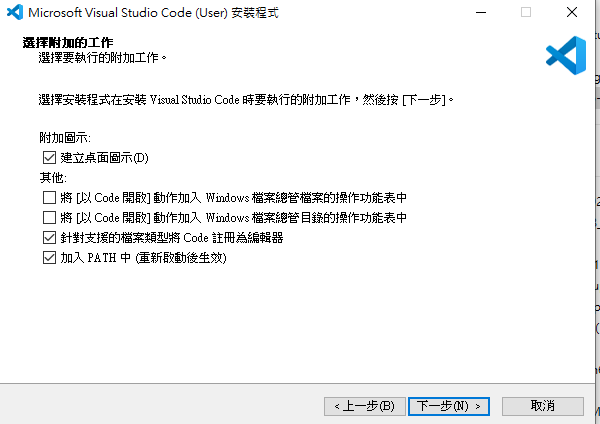 Microsoft Visual Studio Code (User) 安裝程式
選擇附加的工作
選擇要執行的附加工作。
選擇安裝程式在安裝 Visual Studio Code 時要執行的附加工作，然後按 [下一步]。
附加圖示:
建立桌面圖示(D)
其他:
將 [以 Code 開啟] 動作加入 Windows 檔案總管檔案的操作功能表中
將 [以 Code 開啟] 動作加入 Windows 檔案總管目錄的操作功能表中
針對支援的檔案類型將 Code 註冊為編輯器
加入 PATH 中 (重新啟動後生效)
< 上一步(B) 下一步(N) > 取消